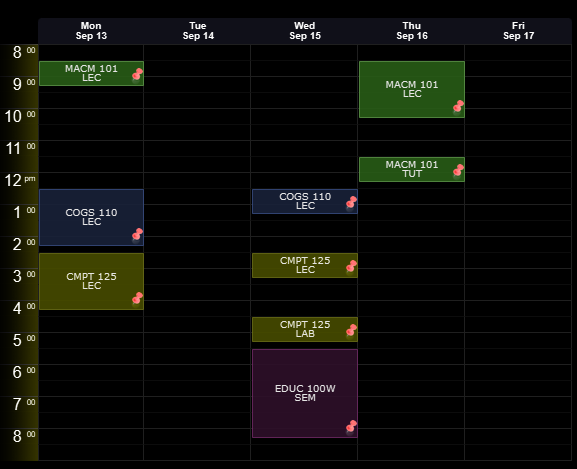 Mon Tue Wed Thu Fri
Sep 13 Sep 14 Sep 15 Sep 16 Sep 17
8 00
MACM 101
LEC
MACM 101
LEC
9 00
10 00
11 00
MACM 101
TUT
12 pm
COGS 110
LEC
COGS 110
LEC
1 00
2 00
CMPT 125
LEC
CMPT 125
LEC
3 00
4 00
CMPT 125
LAB
5 00
EDUC 100W
SEM
6 00
7 00
8 00